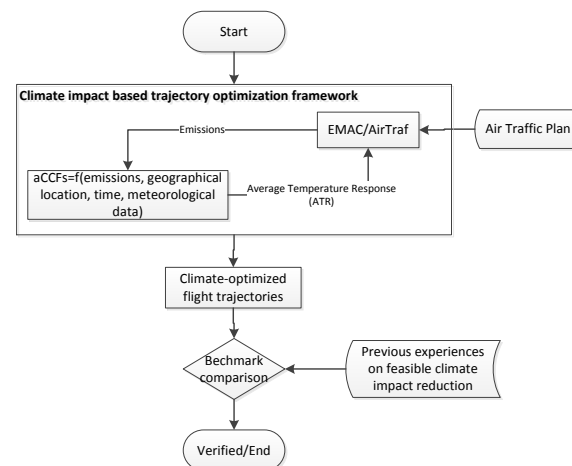 Start
Climate impact based trajectory optimization framework
EMAC/AirTraf
Air Traffic Plan
Emissions
aCCFs=f(emissions, geographical
location, time, meteorological
data)
Average Temperature Response
(ATR)
Climate-optimized
flight trajectories
Bechmark
comparison
Previous experiences
on feasible climate
impact reduction
Verified/End